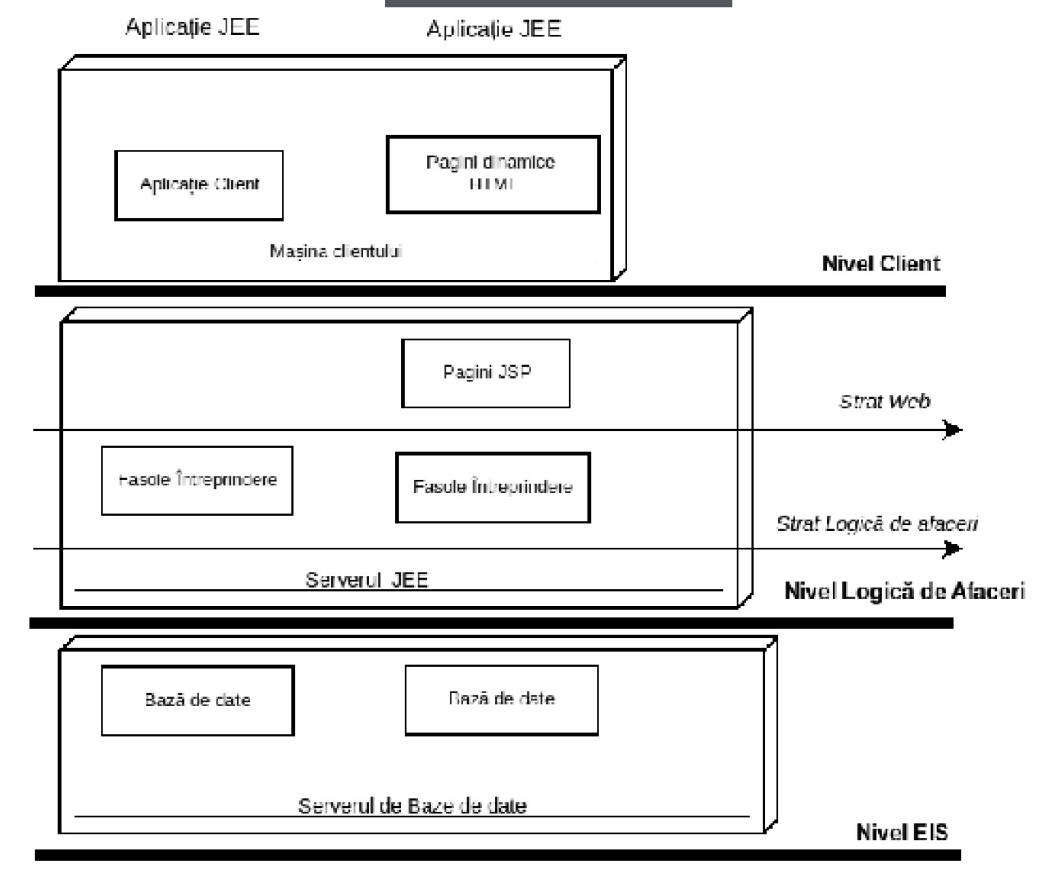 Aplicație JEE
Aplicație JEE
Aplicație Client
Pagini dinamice
HTML
Mașina clientului
Nivel Client
Pagini JSP
Strat Web
Fasole Întreprindere
Fasole Întreprindere
Strat Logică de afaceri
Serverul JEE
Nivel Logică de Afaceri
Bază de date
Bază de date
Serverul de Baze de date
Nivel EIS